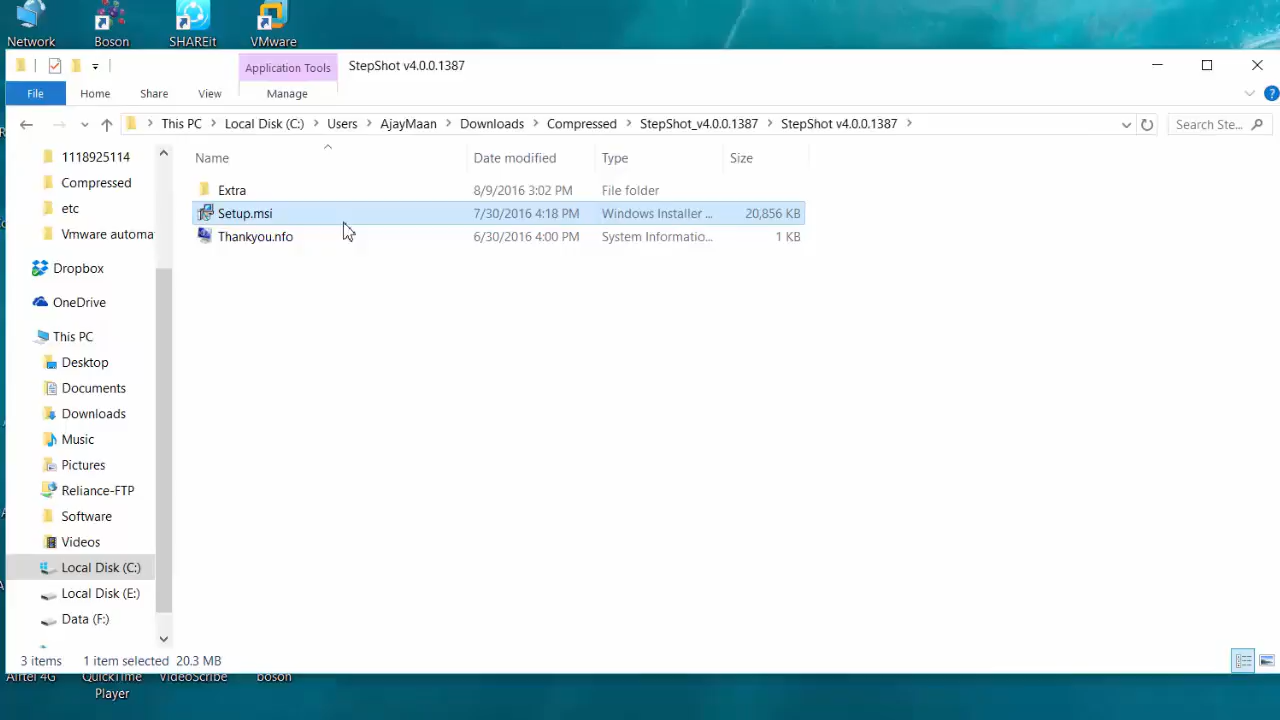 Network Boson SHAREit VMware
Application Tools StepShot v4.0.0.1387
File Home Share View Manage
This PC Local Disk (C:) Users AjayMaan Downloads Compressed StepShot_v4.0.0.1387 StepShot v4.0.0.1387 Search Ste...
1118925114
Compressed
etc
Vmware automa
Dropbox
OneDrive
This PC
Desktop
Documents
Downloads
Music
Pictures
Reliance-FTP
Software
Videos
Local Disk (C:)
Local Disk (E:)
Data (F:)
Name Date modified Type Size
Extra 8/9/2016 3:02 PM File folder
Setup.msi 7/30/2016 4:18 PM Windows Installer ... 20,856 KB
Thankyou.nfo 6/30/2016 4:00 PM System Informatio... 1 KB
3 items 1 item selected 20.3 MB
Airtel 4G QuickTime Player VideoScribe boson